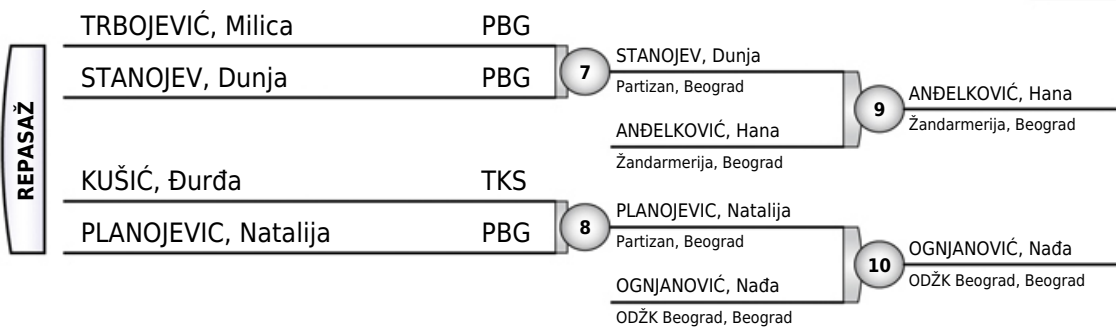 REPASAŽ
TRBOJEVIĆ, Milica PBG
STANOJEV, Dunja PBG
7
STANOJEV, Dunja
Partizan, Beograd
ANĐELKOVIĆ, Hana
Žandarmerija, Beograd
9
ANĐELKOVIĆ, Hana
Žandarmerija, Beograd
KUŠIĆ, Đurđa TKS
PLANOJEVIC, Natalija PBG
8
PLANOJEVIC, Natalija
Partizan, Beograd
OGNJANOVIĆ, Nađa
ODŽK Beograd, Beograd
10
OGNJANOVIĆ, Nađa
ODŽK Beograd, Beograd